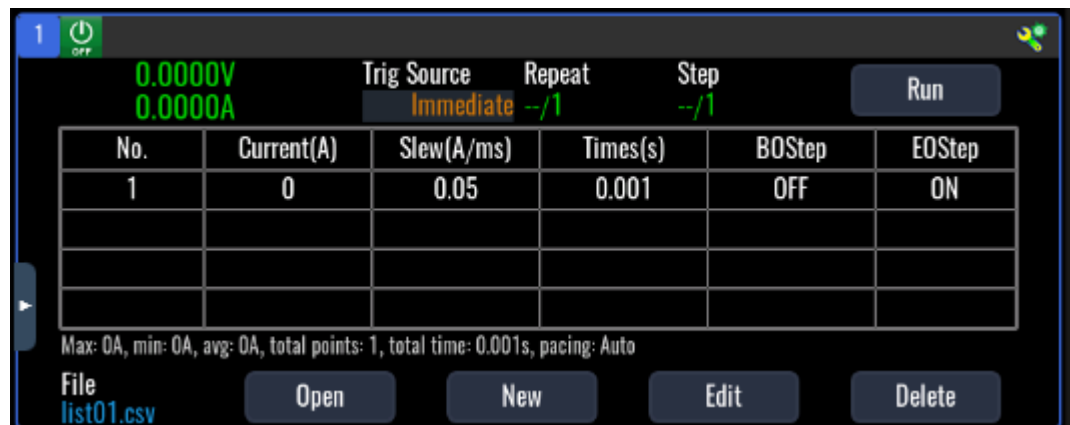 1 OFF
0.0000V Trig Source Repeat Step Run
0.0000A Immediate --/1 --/1
No. Current(A) Slew(A/ms) Times(s) BOStep EOStep
1 0 0.05 0.001 OFF ON
Max: 0A, min: 0A, avg: 0A, total points: 1, total time: 0.001s, pacing: Auto
File Open New Edit Delete
list01.csv